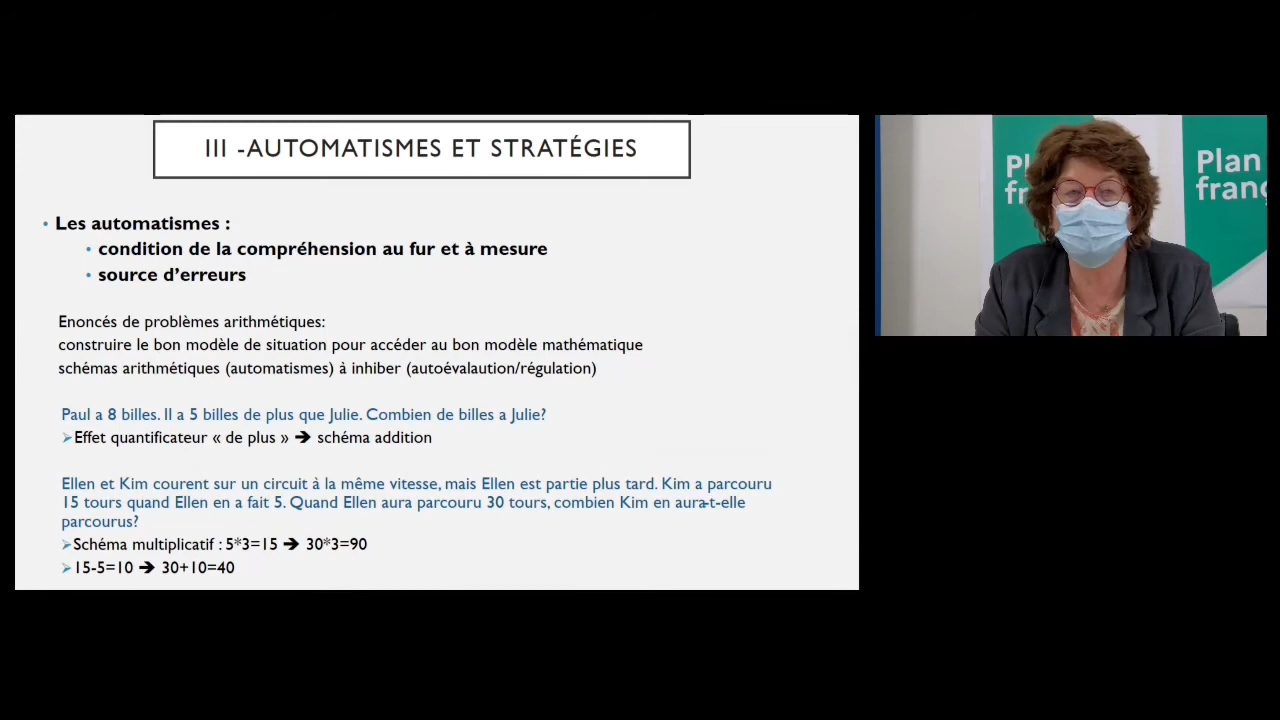 III -AUTOMATISMES ET STRATÉGIES
• Les automatismes :
• condition de la compréhension au fur et à mesure
• source d'erreurs
Enoncés de problèmes arithmétiques:
construire le bon modèle de situation pour accéder au bon modèle mathématique
schémas arithmétiques (automatismes) à inhiber (autoévalaution/régulation)
Paul a 8 billes. Il a 5 billes de plus que Julie. Combien de billes a Julie?
➢Effet quantificateur « de plus » ➔ schéma addition
Ellen et Kim courent sur un circuit à la même vitesse, mais Ellen est partie plus tard. Kim a parcouru
15 tours quand Ellen en a fait 5. Quand Ellen aura parcouru 30 tours, combien Kim en aura-t-elle
parcourus?
➢Schéma multiplicatif : 5*3=15 ➔ 30*3=90
➢15-5=10 ➔ 30+10=40
Pl
fr
Plan
franç